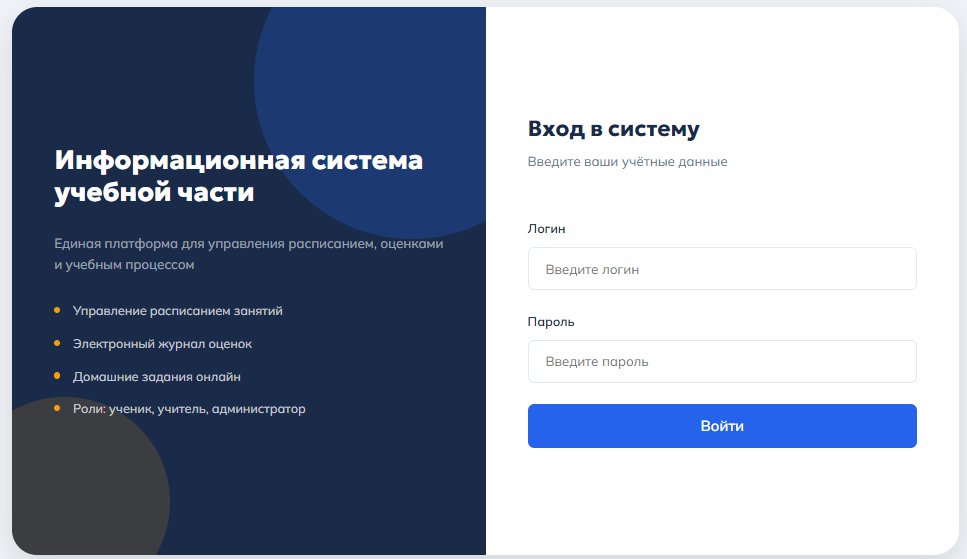 Информационная система
учебной части
Единая платформа для управления расписанием, оценками
и учебным процессом
Управление расписанием занятий
Электронный журнал оценок
Домашние задания онлайн
Роли: ученик, учитель, администратор
Вход в систему
Введите ваши учётные данные
Логин
Введите логин
Пароль
Введите пароль
Войти